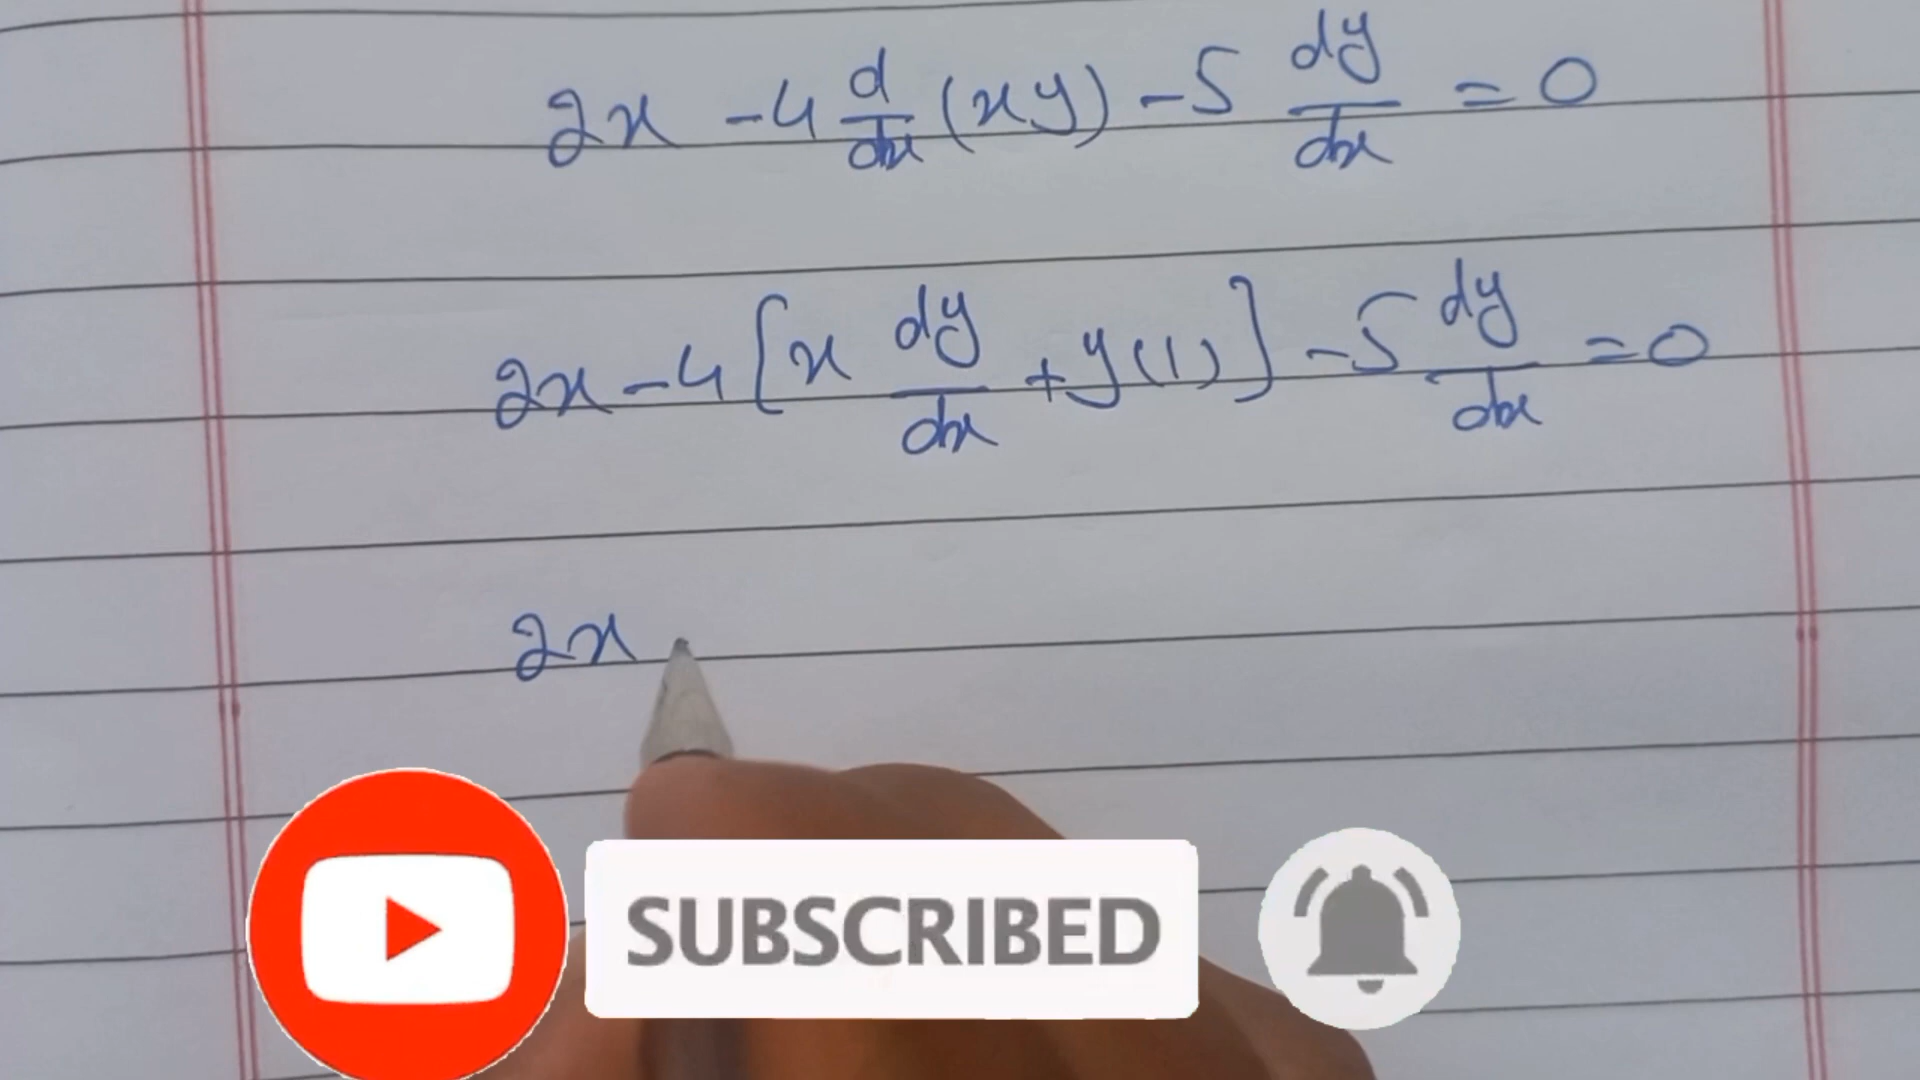 2x - 4 d/dx (xy) - 5 dy/dx = 0
2x - 4 [x dy/dx + y(1)] - 5 dy/dx = 0
2x
SUBSCRIBED